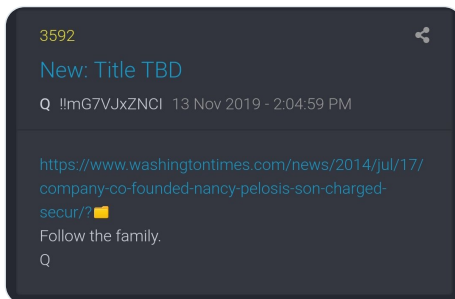 3592
New: Title TBD
Q !!mG7VJxZNCI 13 Nov 2019 - 2:04:59 PM
https://www.washingtontimes.com/news/2014/jul/17/
company-co-founded-nancy-pelosis-son-charged-
secur/?📁
Follow the family.
Q